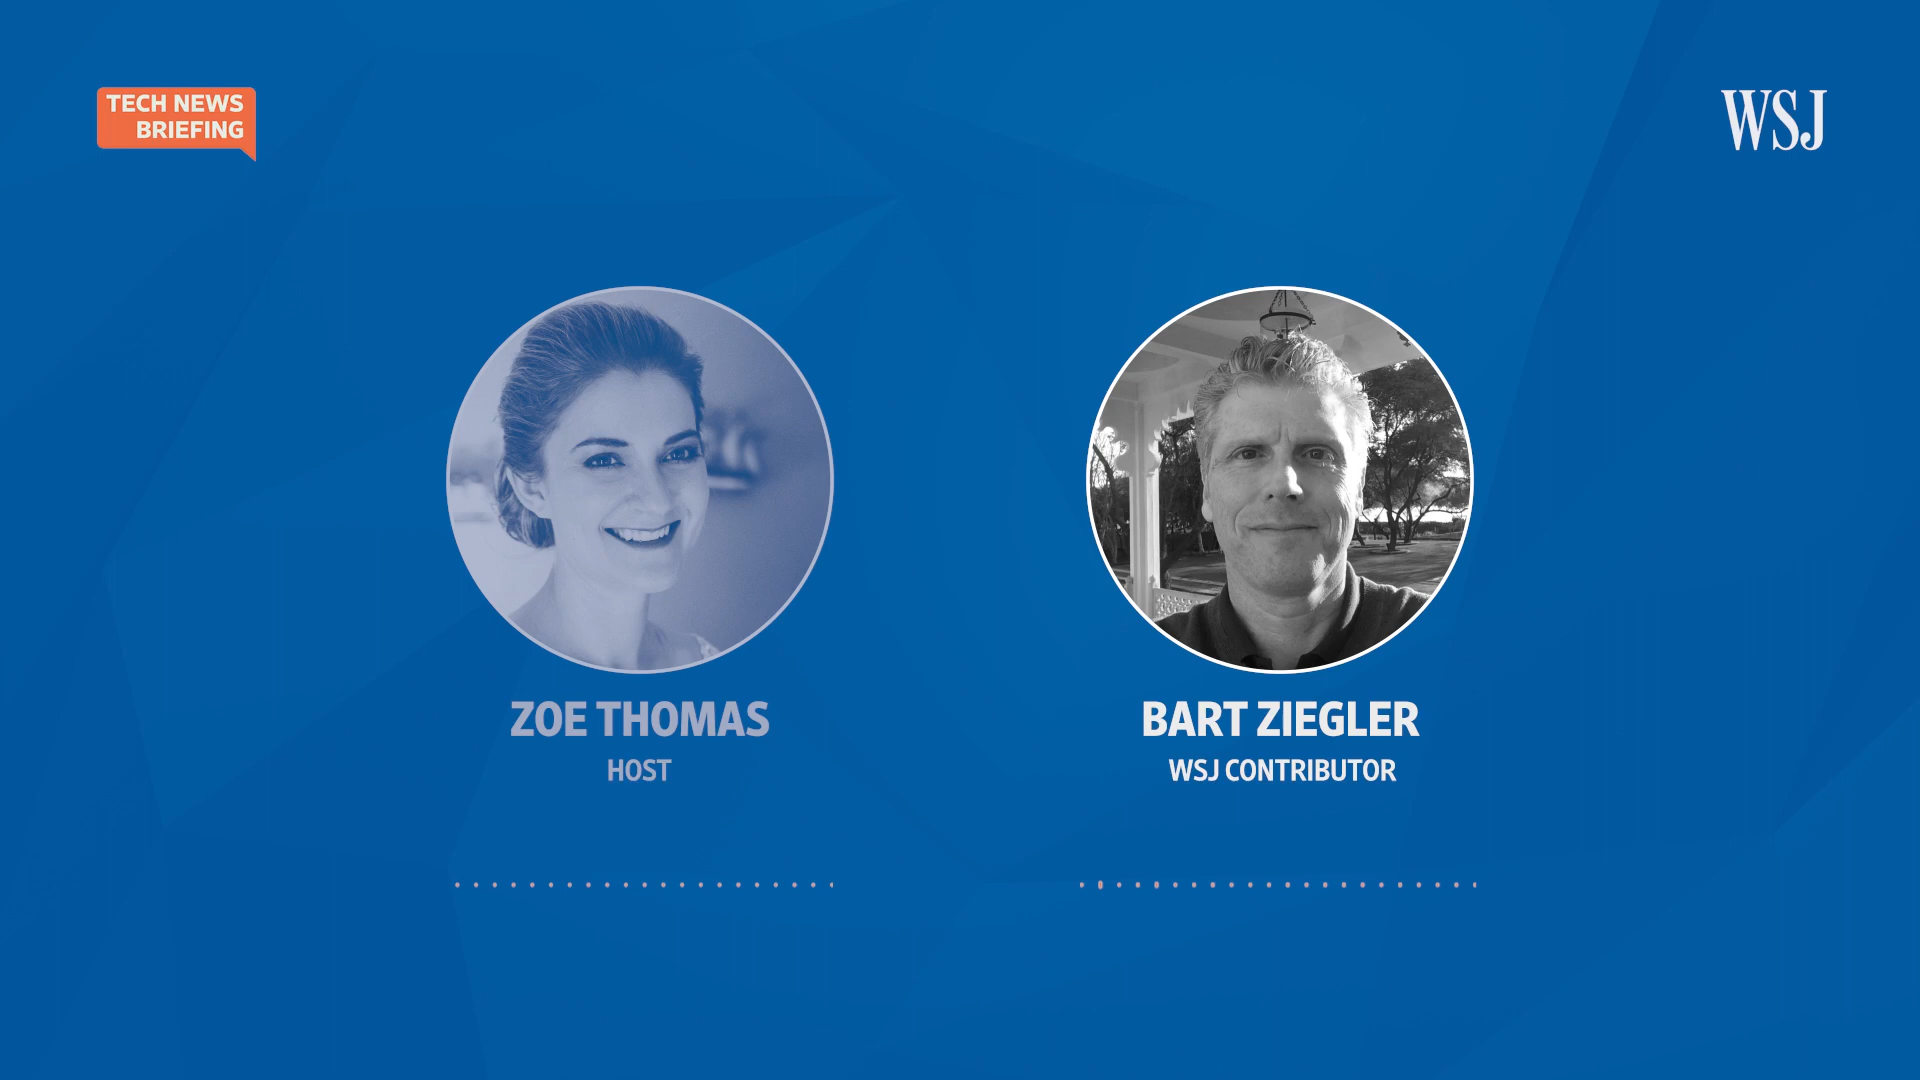 TECH NEWS
BRIEFING
WSJ
ZOE THOMAS
HOST
BART ZIEGLER
WSJ CONTRIBUTOR